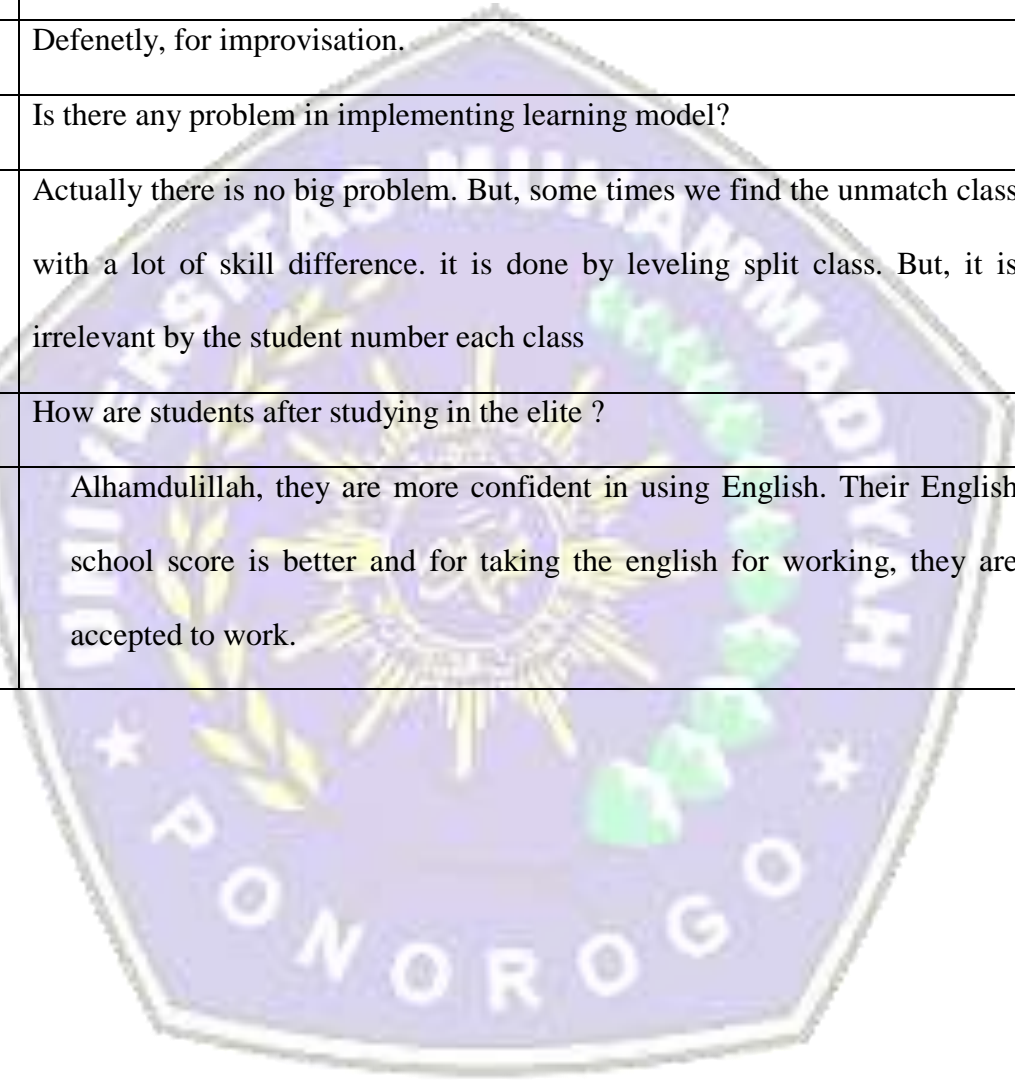 Defenetly, for improvisation.
Is there any problem in implementing learning model?
Actually there is no big problem. But, some times we find the unmatch class
with a lot of skill difference. it is done by leveling split class. But, it is
irrelevant by the student number each class
How are students after studying in the elite ?
Alhamdulillah, they are more confident in using English. Their English
school score is better and for taking the english for working, they are
accepted to work.
UNIVERSITAS MUHAMMADIYAH
PONOROGO